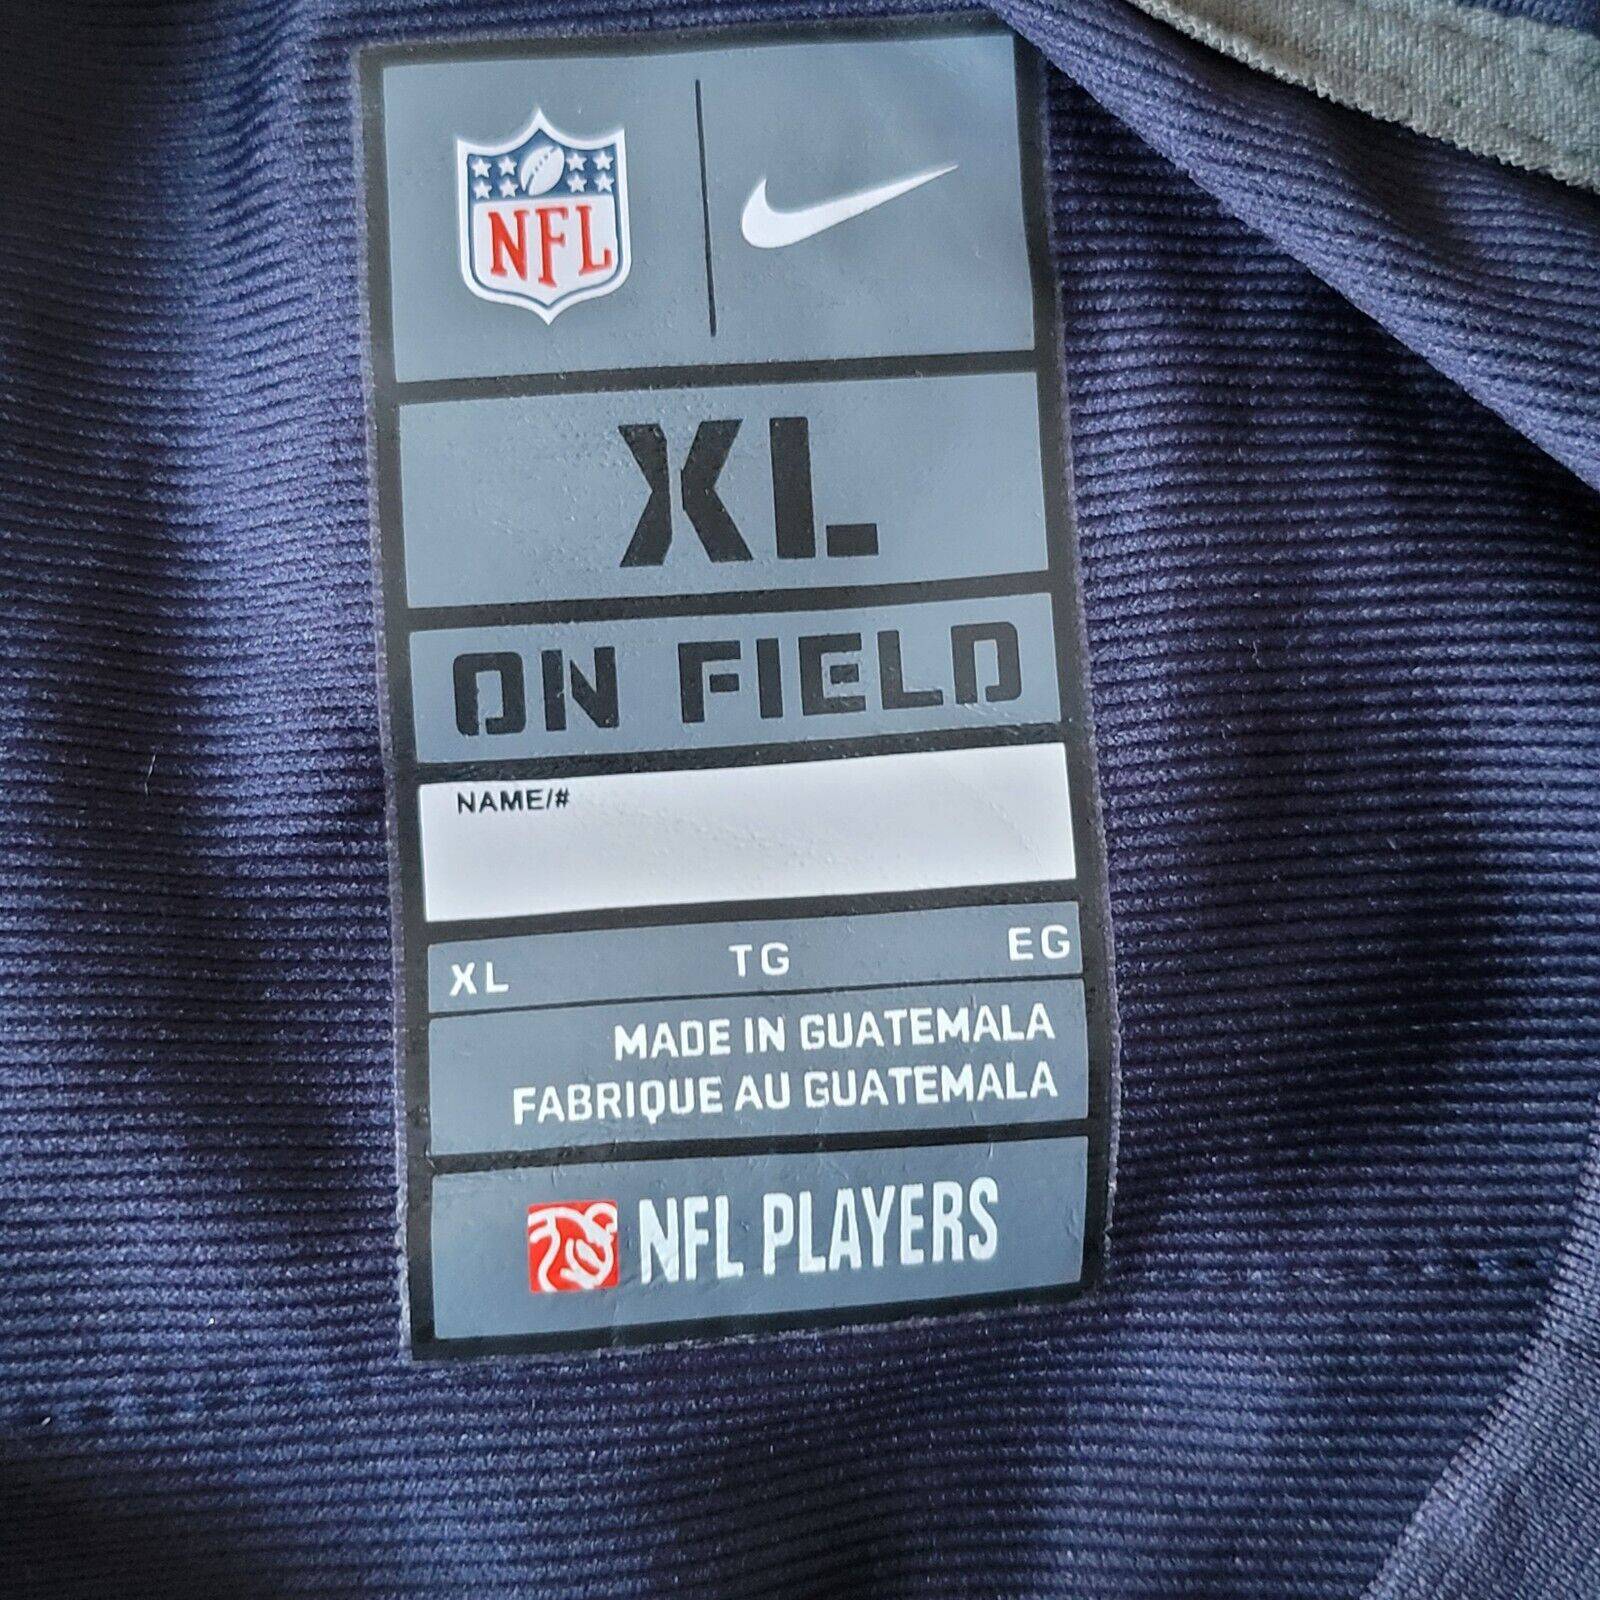 NFL
XL
ON FIELD
NAME/#
XL TG EG
MADE IN GUATEMALA
FABRIQUE AU GUATEMALA
NFL PLAYERS